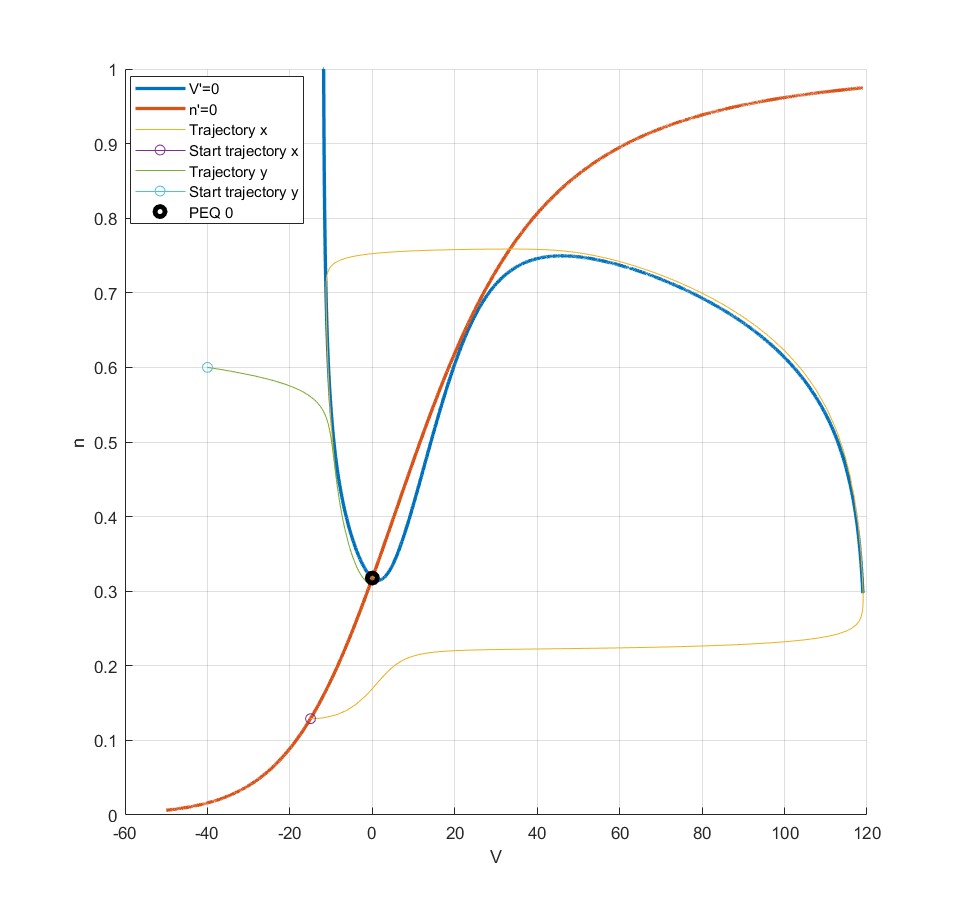 1
0.9
0.8
0.7
0.6
0.5
0.4
0.3
0.2
0.1
0
n
V'=0
n'=0
Trajectory x
Start trajectory x
Trajectory y
Start trajectory y
PEQ 0
-60 -40 -20 0 20 40 60 80 100 120
V